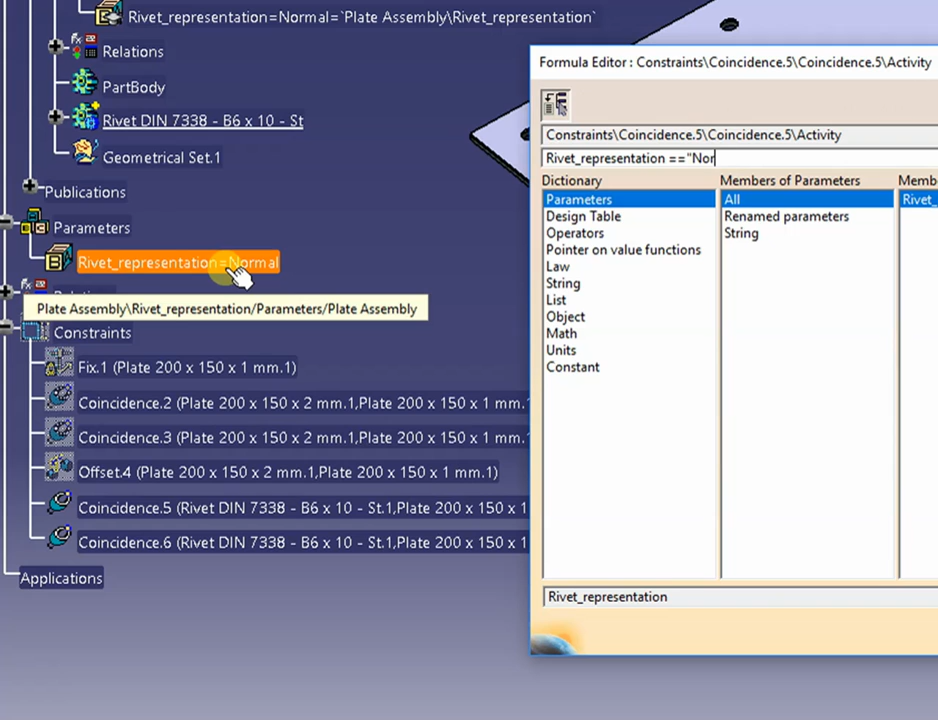 Rivet_representation=Normal=`Plate Assembly\Rivet_representation`
Relations
PartBody
Rivet DIN 7338 - B6 x 10 - St
Geometrical Set.1
Publications
Parameters
Rivet_representation=Normal
Plate Assembly\Rivet_representation/Parameters/Plate Assembly
Constraints
Fix.1 (Plate 200 x 150 x 1 mm.1)
Coincidence.2 (Plate 200 x 150 x 2 mm.1,Plate 200 x 150 x 1 mm.
Coincidence.3 (Plate 200 x 150 x 2 mm.1,Plate 200 x 150 x 1 mm.
Offset.4 (Plate 200 x 150 x 2 mm.1,Plate 200 x 150 x 1 mm.1)
Coincidence.5 (Rivet DIN 7338 - B6 x 10 - St.1,Plate 200 x 150 x 1
Coincidence.6 (Rivet DIN 7338 - B6 x 10 - St.1,Plate 200 x 150 x 1
Applications
Formula Editor : Constraints\Coincidence.5\Coincidence.5\Activity
Constraints\Coincidence.5\Coincidence.5\Activity
Rivet_representation =="Nor
Dictionary
Parameters
Design Table
Operators
Pointer on value functions
Law
String
List
Object
Math
Units
Constant
Members of Parameters
All
Renamed parameters
String
Memb
Rivet_
Rivet_representation